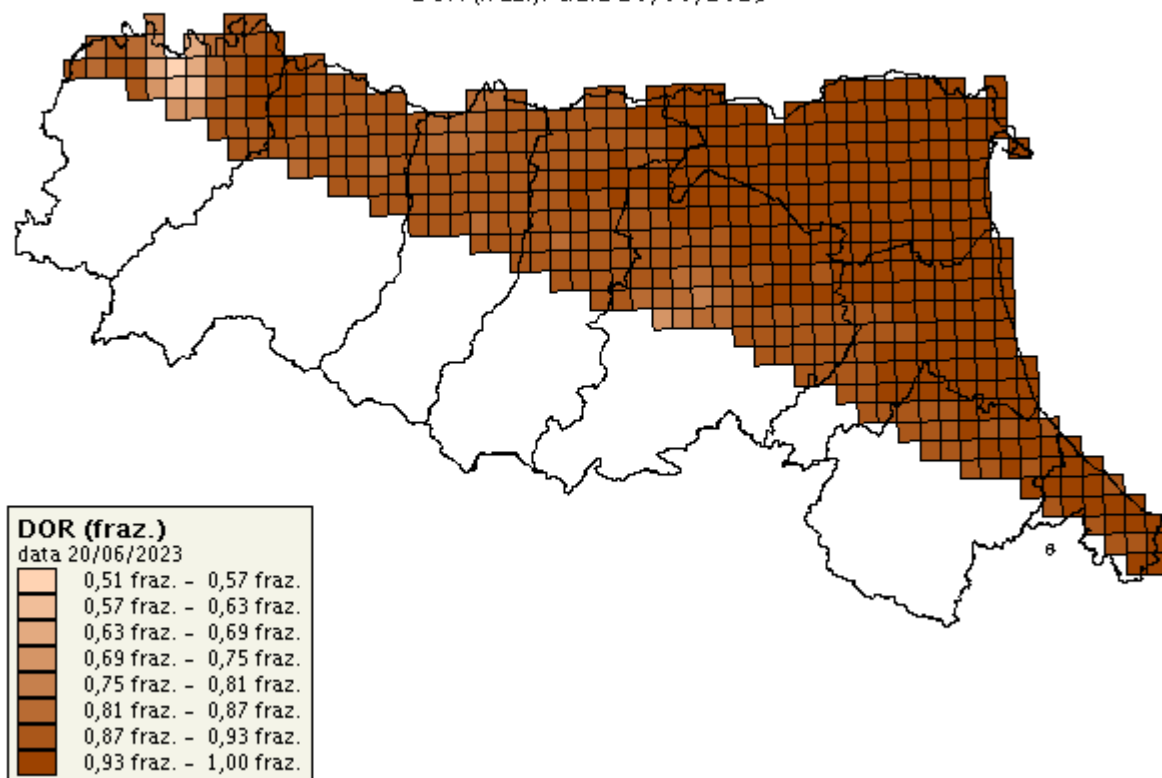 DOR (fraz.)
data 20/06/2023
0,51 fraz. - 0,57 fraz.
0,57 fraz. - 0,63 fraz.
0,63 fraz. - 0,69 fraz.
0,69 fraz. - 0,75 fraz.
0,75 fraz. - 0,81 fraz.
0,81 fraz. - 0,87 fraz.
0,87 fraz. - 0,93 fraz.
0,93 fraz. - 1,00 fraz.